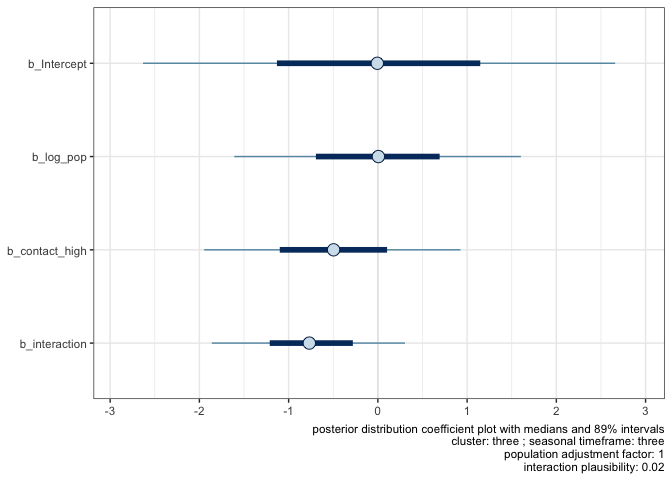 b_Intercept
b_log_pop
b_contact_high
b_interaction
-3 -2 -1 0 1 2 3
posterior distribution coefficient plot with medians and 89% intervals
cluster: three ; seasonal timeframe: three
population adjustment factor: 1
interaction plausibility: 0.02